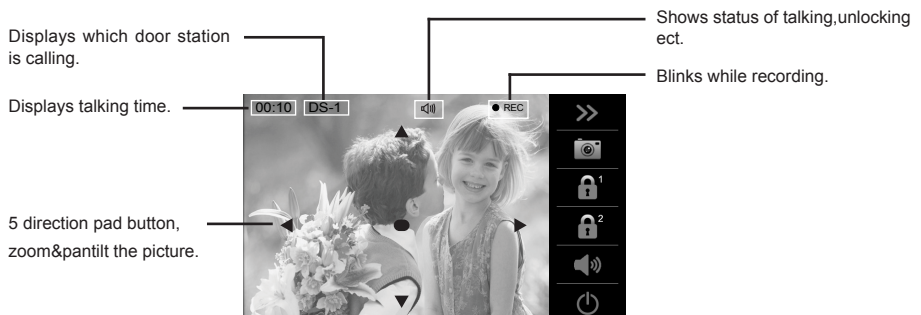 Displays which door station
is calling.
Displays talking time.
5 direction pad button,
zoom&pantilt the picture.
Shows status of talking,unlocking
ect.
Blinks while recording.
00:10 DS-1 REC
1
2